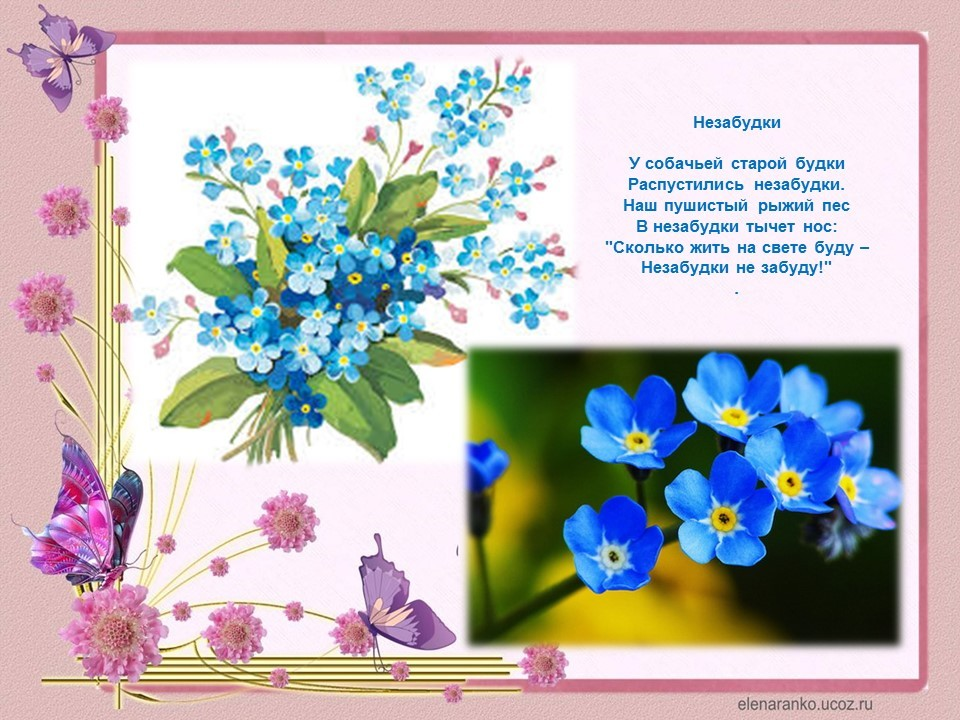 Незабудки
У собачьей старой будки
Распустились незабудки.
Наш пушистый рыжий пес
В незабудки тычет нос:
"Сколько жить на свете буду –
Незабудки не забуду!"
.
elenaranko.ucoz.ru